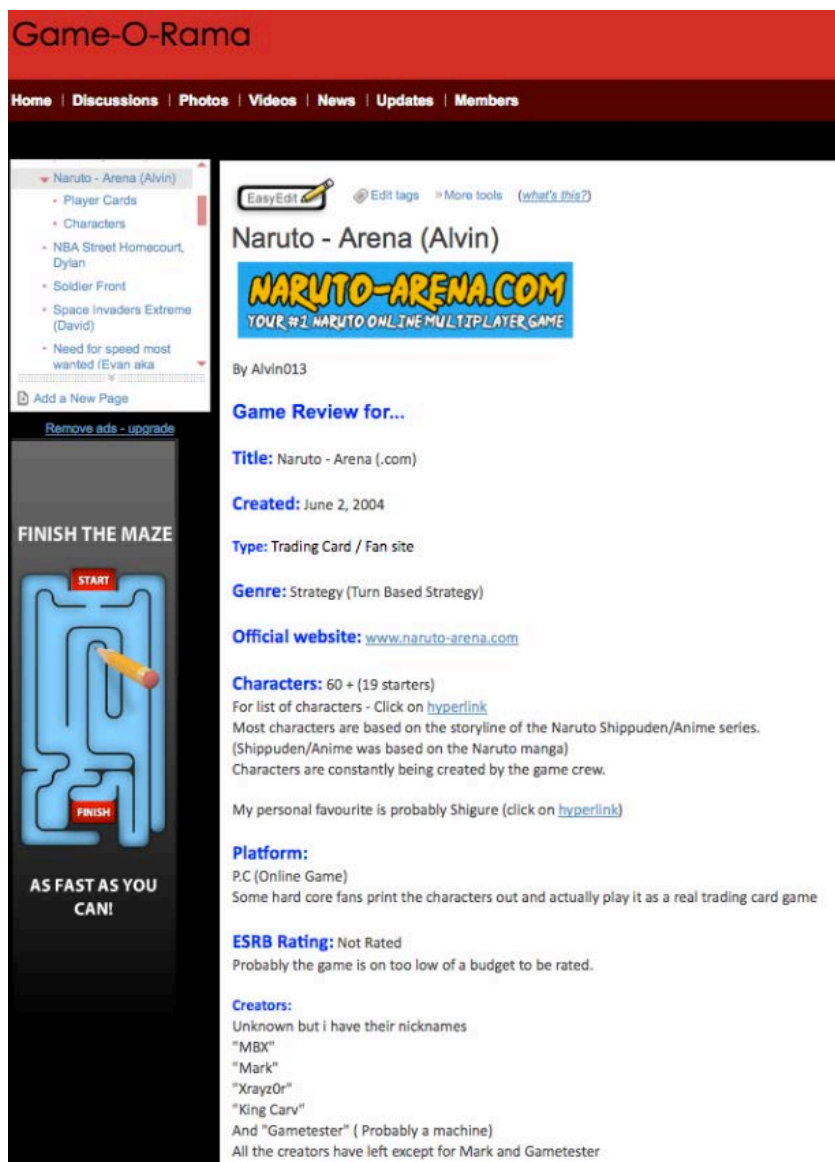 Game-O-Rama
Home | Discussions | Photos | Videos | News | Updates | Members
Naruto - Arena (Alvin)
Player Cards
Characters
NBA Street Homecourt,
Dylan
Soldier Front
Space Invaders Extreme
(David)
Need for speed most
wanted (Evan aka
Add a New Page
Remove ads - upgrade
FINISH THE MAZE
START
FINISH
AS FAST AS YOU
CAN!
EasyEdit Edit tags »More tools (what's this?)
Naruto - Arena (Alvin)
NARUTO-ARENA.COM
YOUR #1 NARUTO ONLINE MULTIPLAYER GAME
By Alvin013
Game Review for...
Title: Naruto - Arena (.com)
Created: June 2, 2004
Type: Trading Card / Fan site
Genre: Strategy (Turn Based Strategy)
Official website: www.naruto-arena.com
Characters: 60 + (19 starters)
For list of characters - Click on hyperlink
Most characters are based on the storyline of the Naruto Shippuden/Anime series.
(Shippuden/Anime was based on the Naruto manga)
Characters are constantly being created by the game crew.
My personal favourite is probably Shigure (click on hyperlink)
Platform:
P.C (Online Game)
Some hard core fans print the characters out and actually play it as a real trading card game
ESRB Rating: Not Rated
Probably the game is on too low of a budget to be rated.
Creators:
Unknown but i have their nicknames
"MBX"
"Mark"
"Xrayz0r"
"King Carv"
And "Gametester" ( Probably a machine)
All the creators have left except for Mark and Gametester